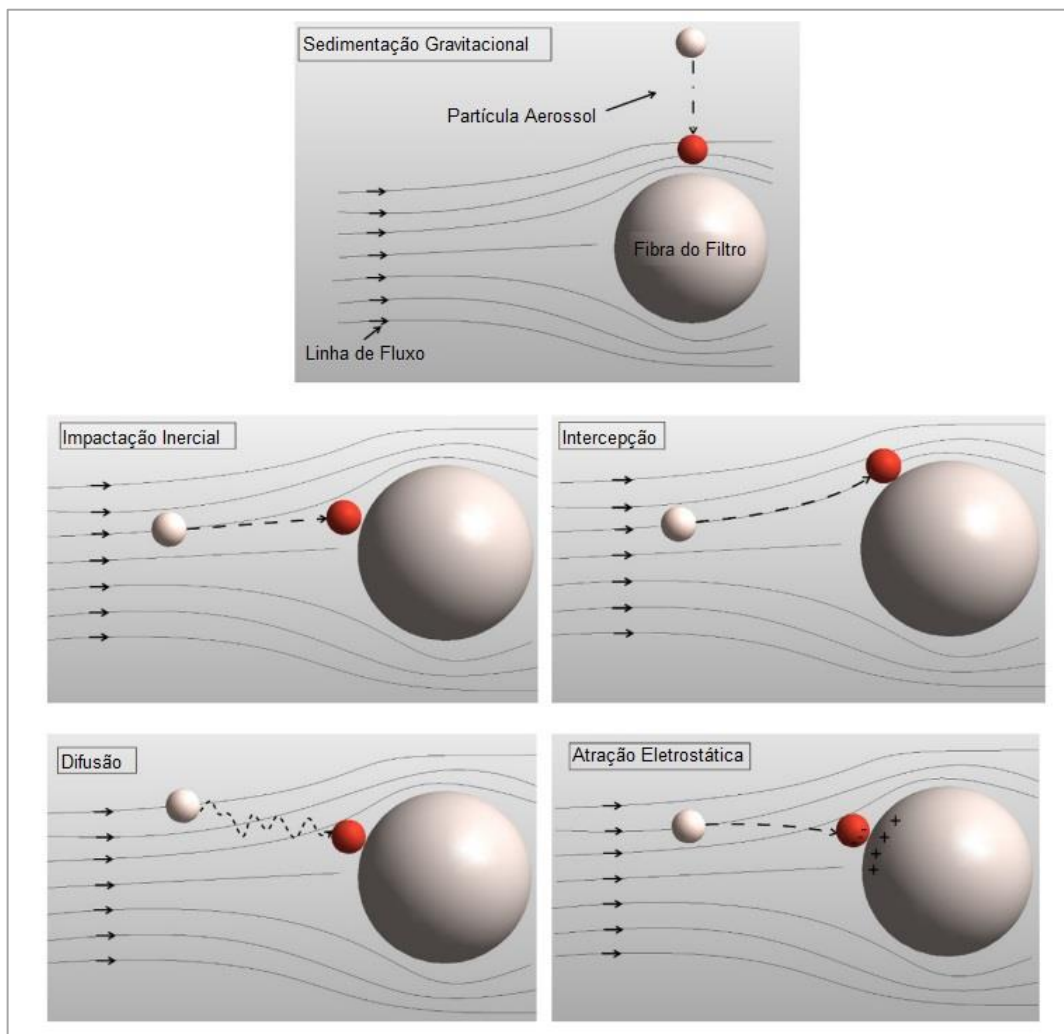 Sedimentação Gravitacional
Partícula Aerossol
Fibra do Filtro
Linha de Fluxo
Impactação Inercial
Intercepção
Difusão
Atração Eletrostática
- -
+ + + +